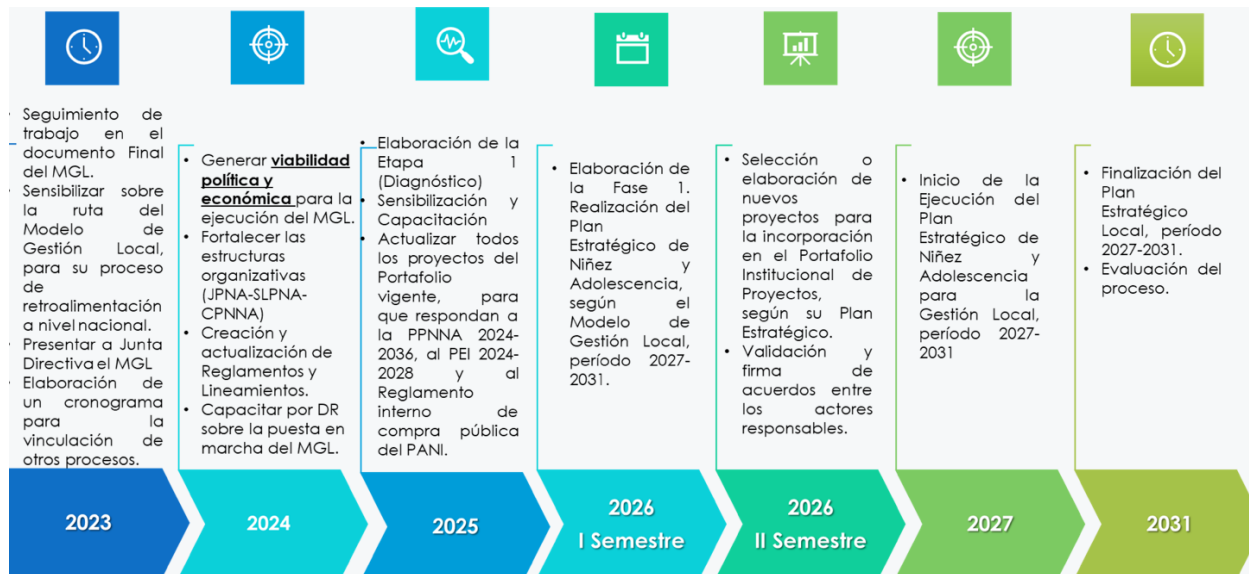 Seguimiento de
trabajo en el
documento Final
del MGL.
Sensibilizar sobre
la ruta del
Modelo de
Gestión Local,
para su proceso
de
retroalimentación
a nivel nacional.
Presentar a Junta
Directiva el MGL
Elaboración de
un cronograma
para la
vinculación de
otros procesos.
2023
• Generar viabilidad
política y
económica para la
ejecución del MGL.
• Fortalecer las
estructuras
organizativas
(JPNA-SLPNA-
CPNNA)
• Creación y
actualización de
Reglamentos y
Lineamientos.
• Capacitar por DR
sobre la puesta en
marcha del MGL.
2024
• Elaboración de la
Etapa 1
(Diagnóstico)
• Sensibilización y
Capacitación
• Actualizar todos
los proyectos del
Portafolio
vigente, para
que respondan a
la PPNNA 2024-
2036, al PEI 2024-
2028 y al
Reglamento
interno de
compra pública
del PANI.
2025
• Elaboración de
la Fase 1.
Realización del
Plan
Estratégico de
Niñez y
Adolescencia,
según el
Modelo de
Gestión Local,
período 2027-
2031.
2026
I Semestre
• Selección o
elaboración de
nuevos
proyectos para
la incorporación
en el Portafolio
Institucional de
Proyectos,
según su Plan
Estratégico.
• Validación y
firma de
acuerdos entre
los actores
responsables.
2026
II Semestre
• Inicio de la
Ejecución del
Plan
Estratégico de
Niñez y
Adolescencia
para la
Gestión Local,
período 2027-
2031
2027
• Finalización del
Plan
Estratégico
Local, período
2027-2031.
• Evaluación del
proceso.
2031